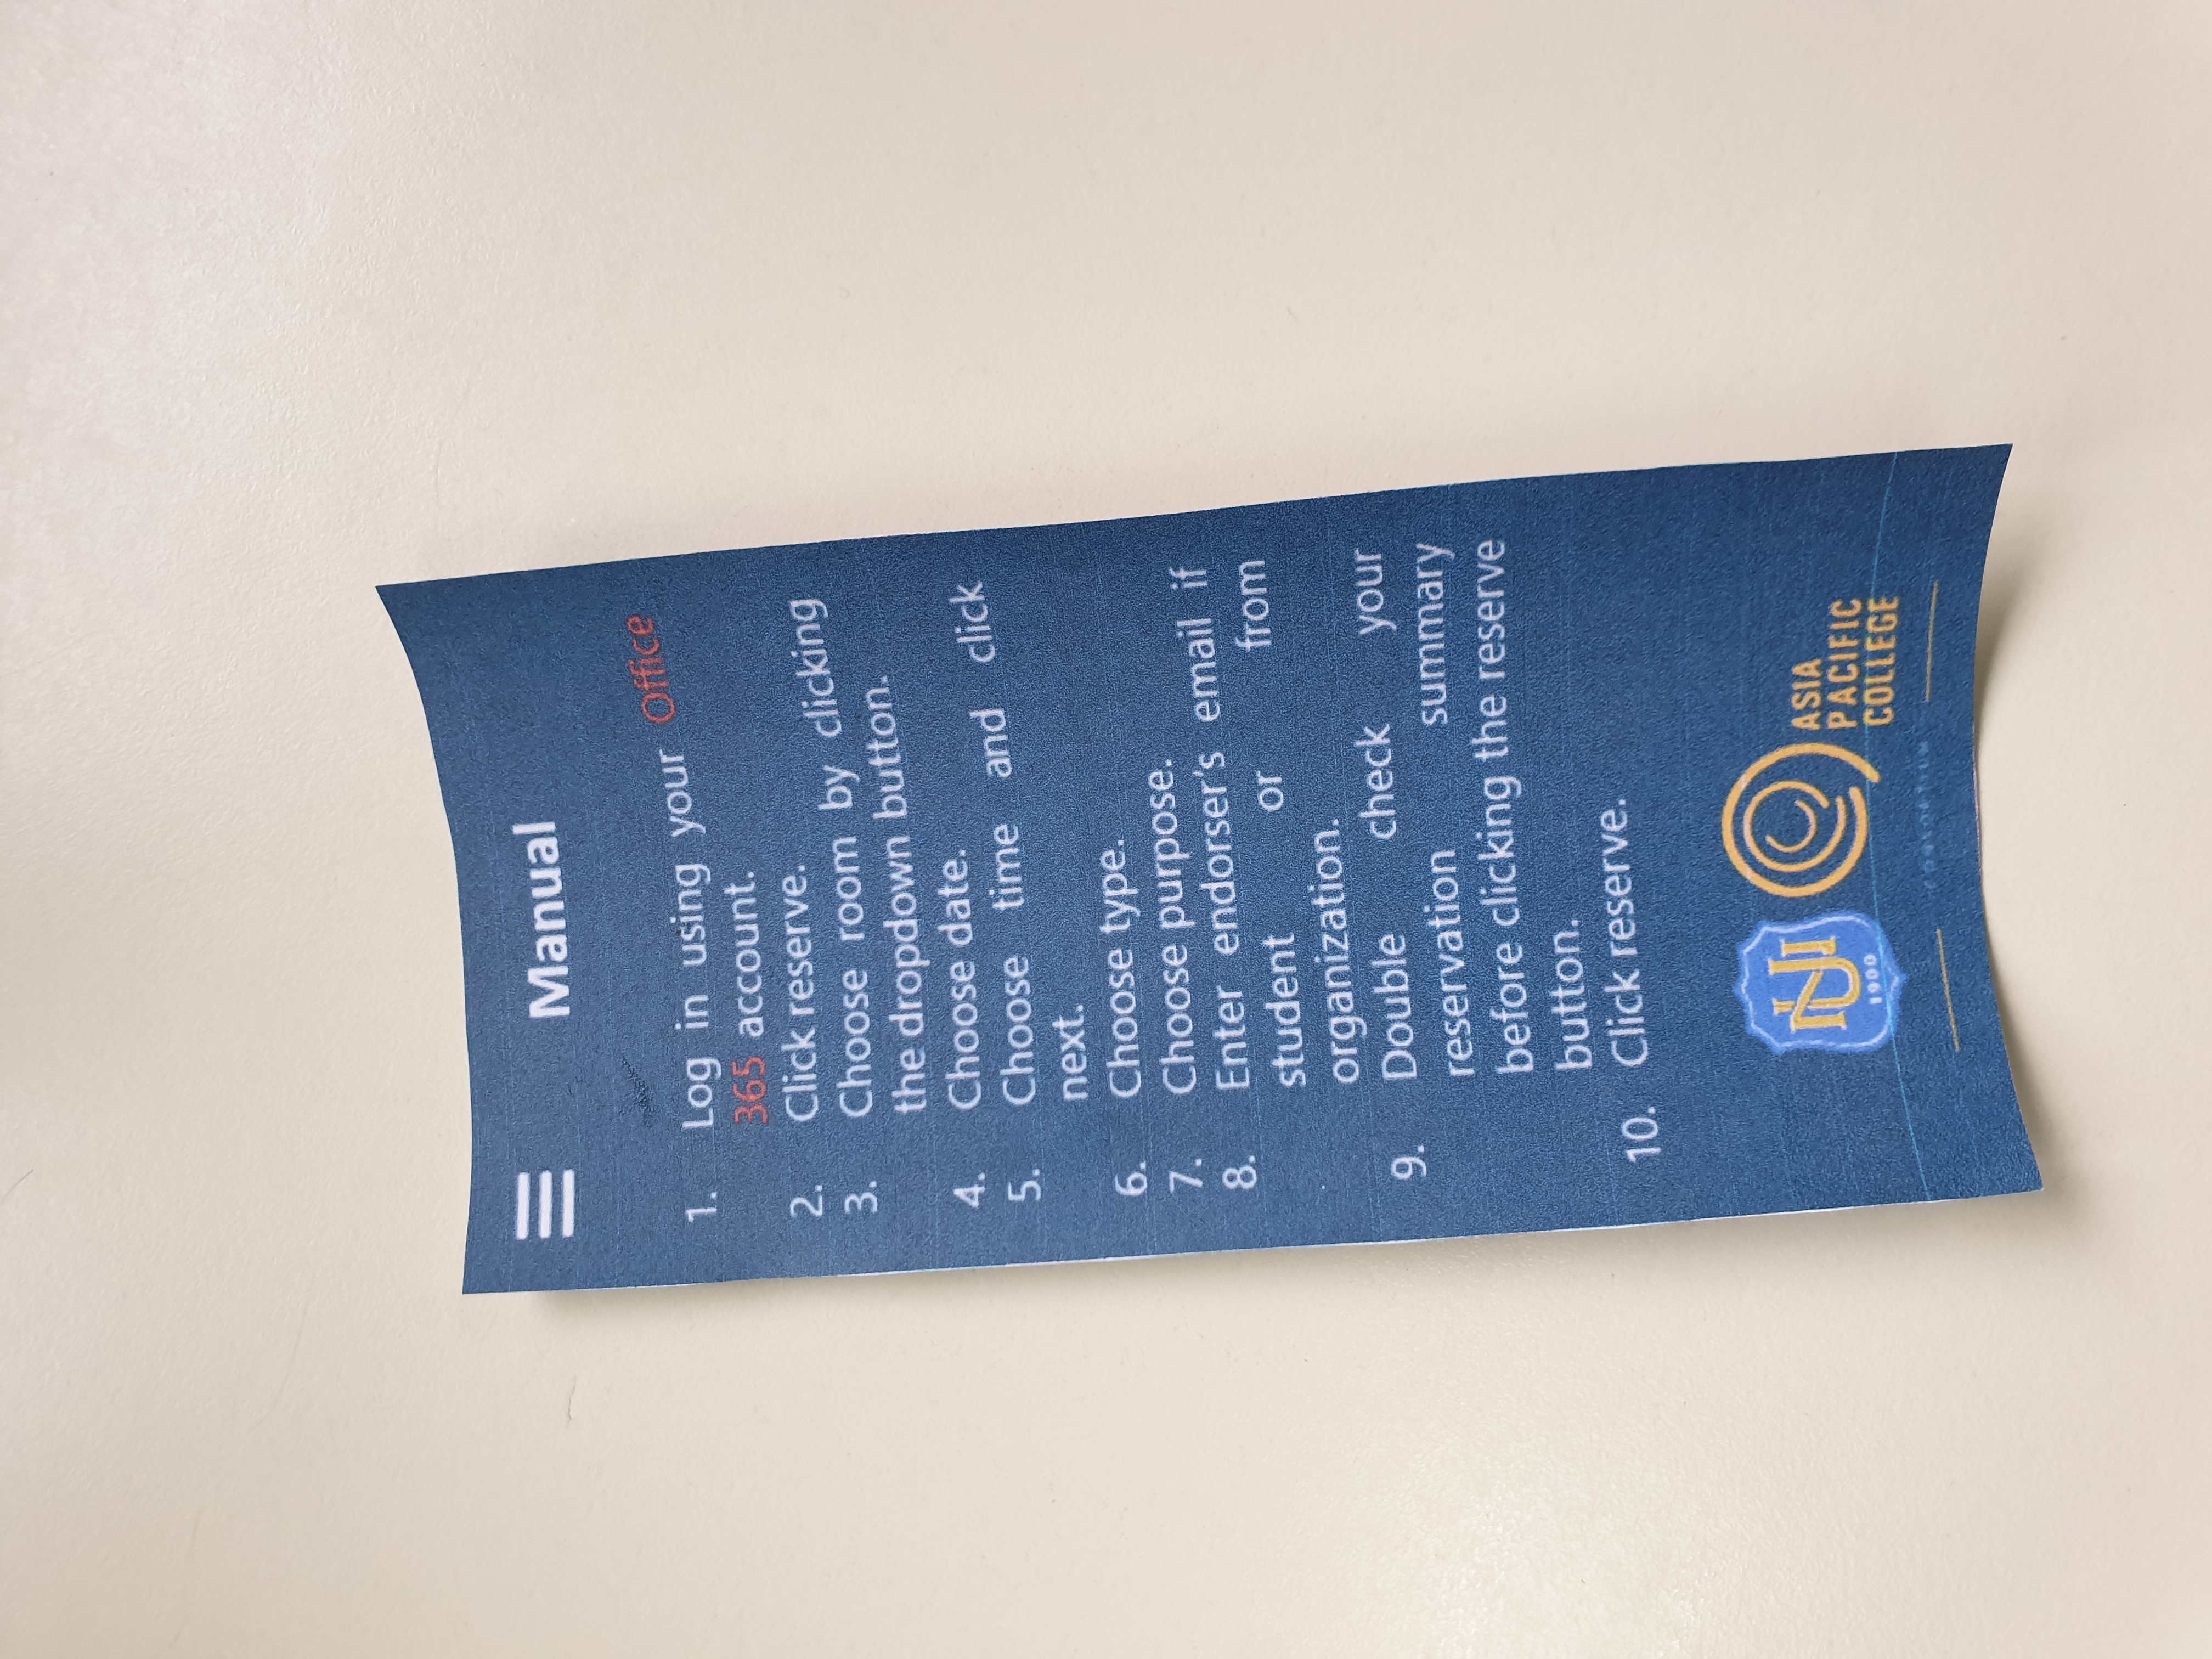 Manual
1. Log in using your Office
365 account.
2. Click reserve.
3. Choose room by clicking
the dropdown button.
4. Choose date.
5. Choose time and click
next.
6. Choose type.
7. Choose purpose.
8. Enter endorser's email if
student or from
organization.
9. Double check your
reservation summary
before clicking the reserve
button.
10. Click reserve.
NU
1900
ASIA
PACIFIC
COLLEGE
CONSORTIUM